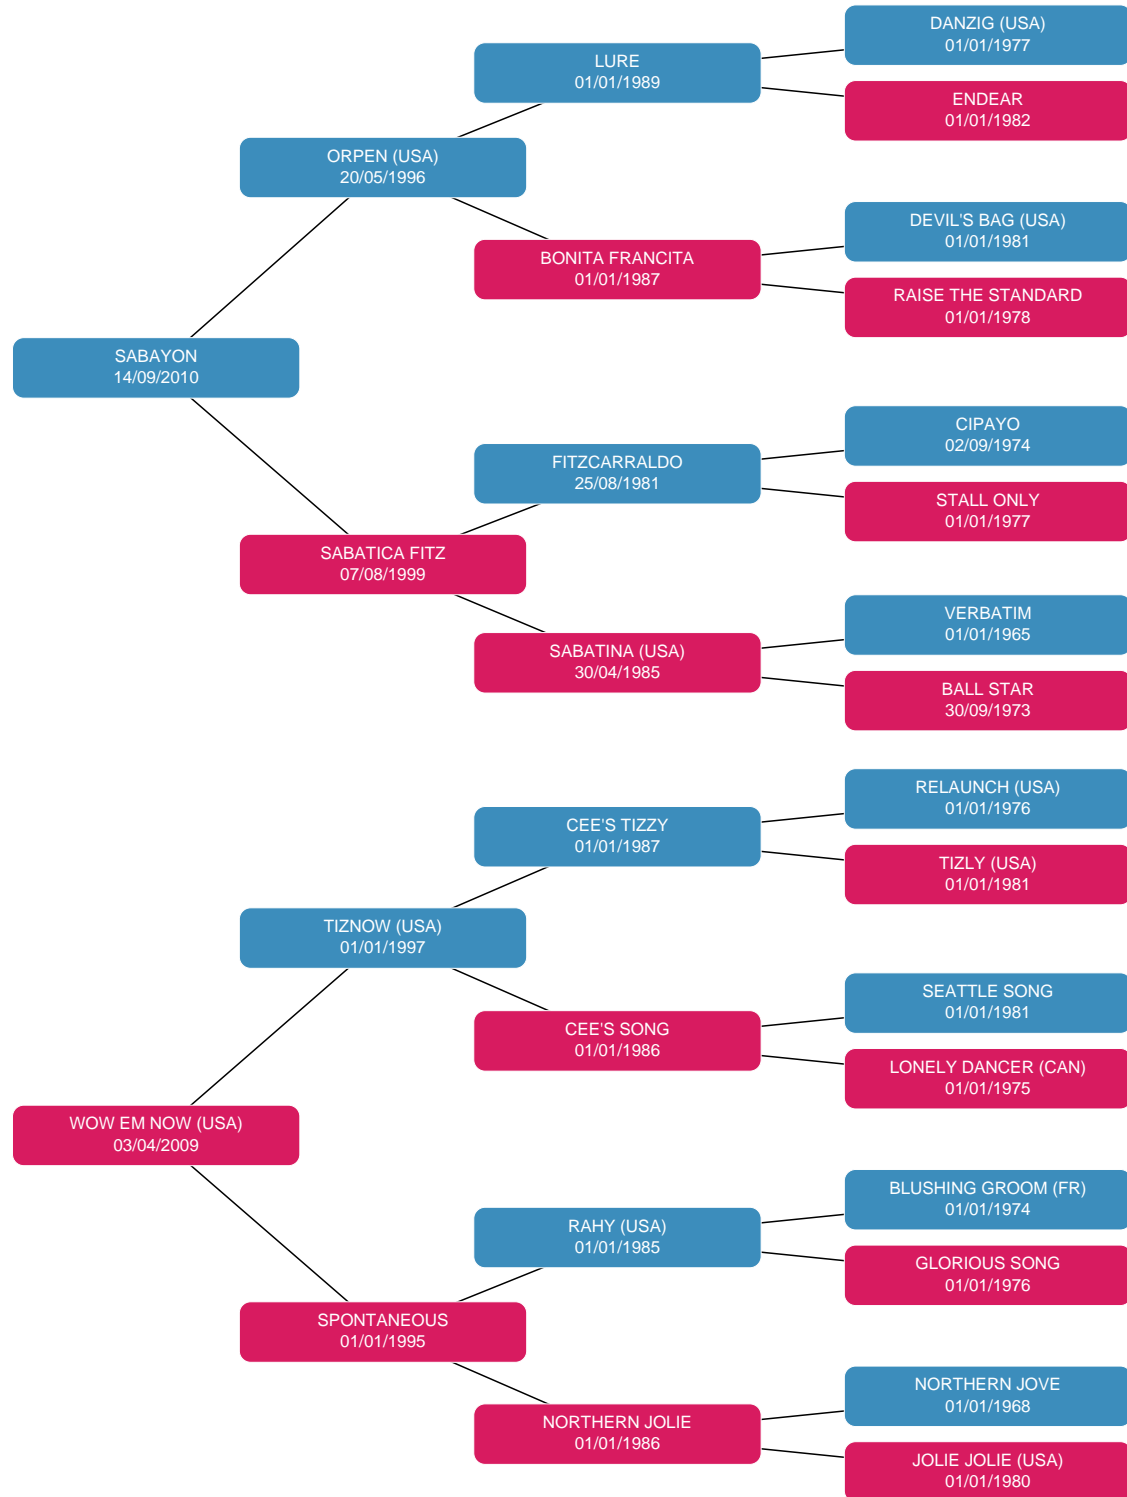 DANZIG (USA)
01/01/1977
LURE
01/01/1989
ENDEAR
01/01/1982
ORPEN (USA)
20/05/1996
DEVIL'S BAG (USA)
01/01/1981
BONITA FRANCITA
01/01/1987
RAISE THE STANDARD
01/01/1978
SABAYON
14/09/2010
CIPAYO
02/09/1974
FITZCARRALDO
25/08/1981
STALL ONLY
01/01/1977
SABATICA FITZ
07/08/1999
VERBATIM
01/01/1965
SABATINA (USA)
30/04/1985
BALL STAR
30/09/1973
RELAUNCH (USA)
01/01/1976
CEE'S TIZZY
01/01/1987
TIZLY (USA)
01/01/1981
TIZNOW (USA)
01/01/1997
SEATTLE SONG
01/01/1981
CEE'S SONG
01/01/1986
LONELY DANCER (CAN)
01/01/1975
WOW EM NOW (USA)
03/04/2009
BLUSHING GROOM (FR)
01/01/1974
RAHY (USA)
01/01/1985
GLORIOUS SONG
01/01/1976
SPONTANEOUS
01/01/1995
NORTHERN JOVE
01/01/1968
NORTHERN JOLIE
01/01/1986
JOLIE JOLIE (USA)
01/01/1980